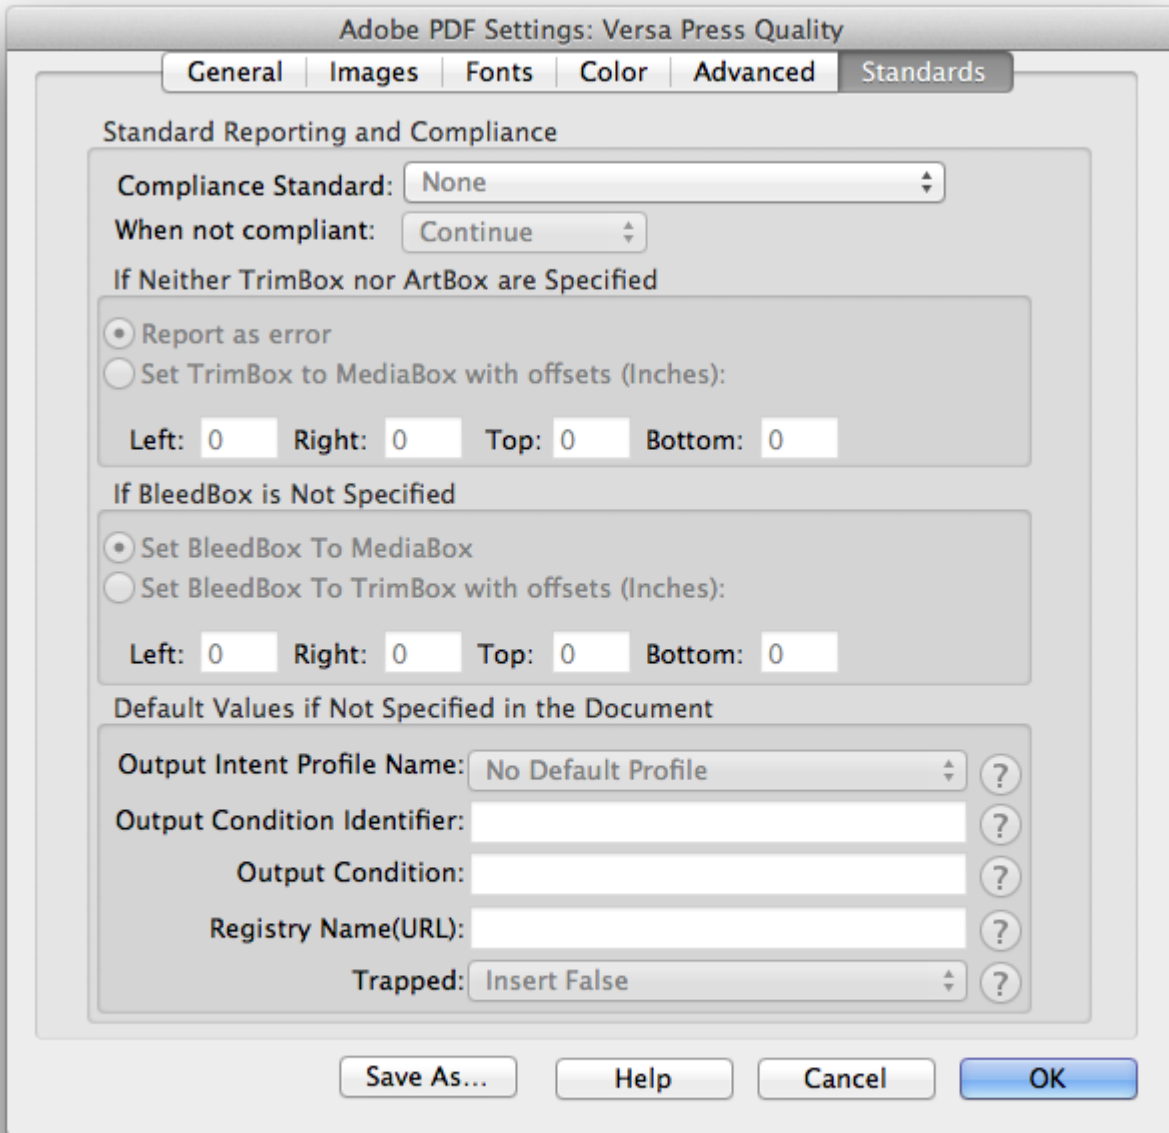 Adobe PDF Settings: Versa Press Quality
General Images Fonts Color Advanced Standards
Standard Reporting and Compliance
Compliance Standard: None
When not compliant: Continue
If Neither TrimBox nor ArtBox are Specified
Report as error
Set TrimBox to MediaBox with offsets (Inches):
Left: 0 Right: 0 Top: 0 Bottom: 0
If BleedBox is Not Specified
Set BleedBox To MediaBox
Set BleedBox To TrimBox with offsets (Inches):
Left: 0 Right: 0 Top: 0 Bottom: 0
Default Values if Not Specified in the Document
Output Intent Profile Name: No Default Profile ?
Output Condition Identifier: ?
Output Condition: ?
Registry Name(URL): ?
Trapped: Insert False ?
Save As... Help Cancel OK